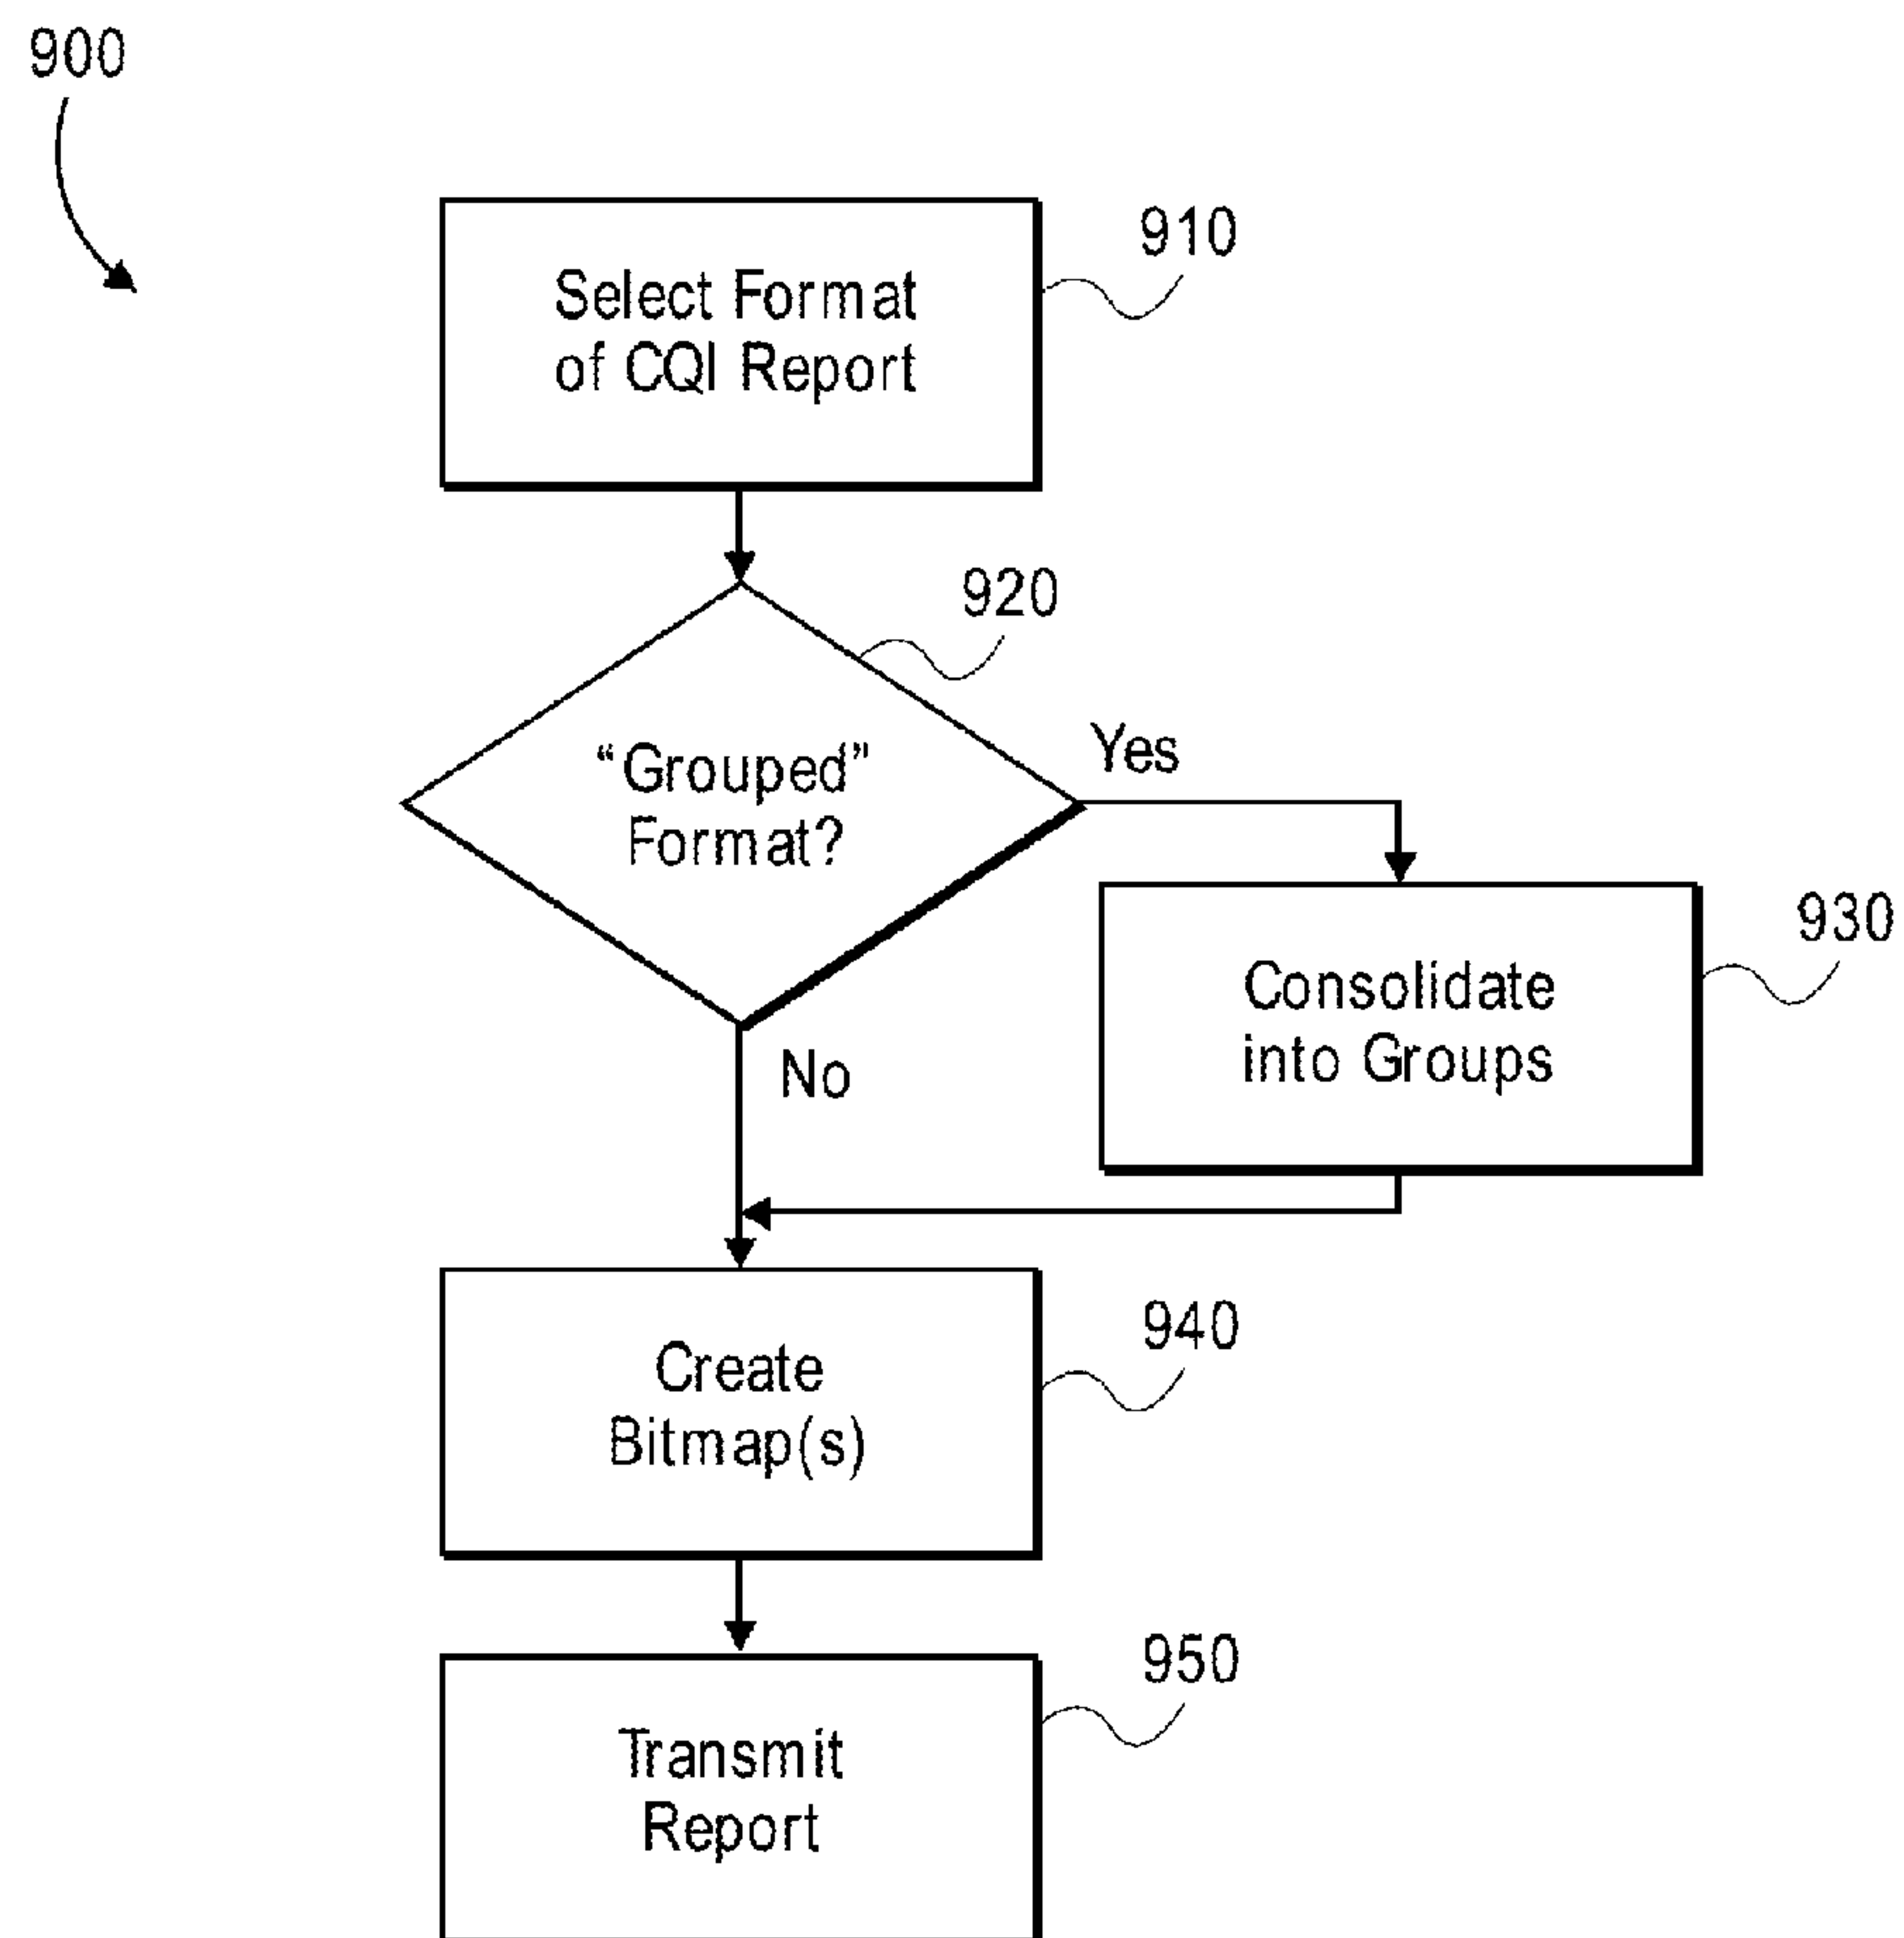 900
Select Format
of CQI Report
910
920
"Grouped"
Format?
Yes
No
Consolidate
into Groups
930
Create
Bitmap(s)
940
Transmit
Report
950